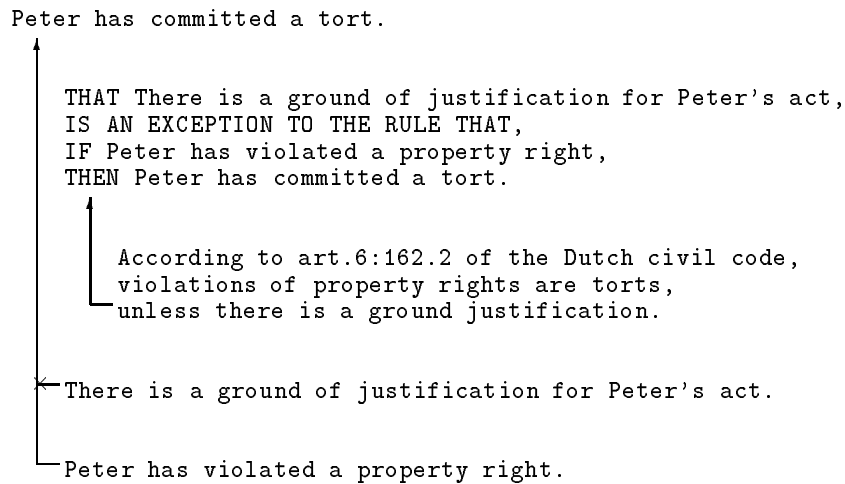 Peter has committed a tort.
THAT There is a ground of justification for Peter's act,
IS AN EXCEPTION TO THE RULE THAT,
IF Peter has violated a property right,
THEN Peter has committed a tort.
According to art.6:162.2 of the Dutch civil code,
violations of property rights are torts,
unless there is a ground justification.
There is a ground of justification for Peter's act.
Peter has violated a property right.